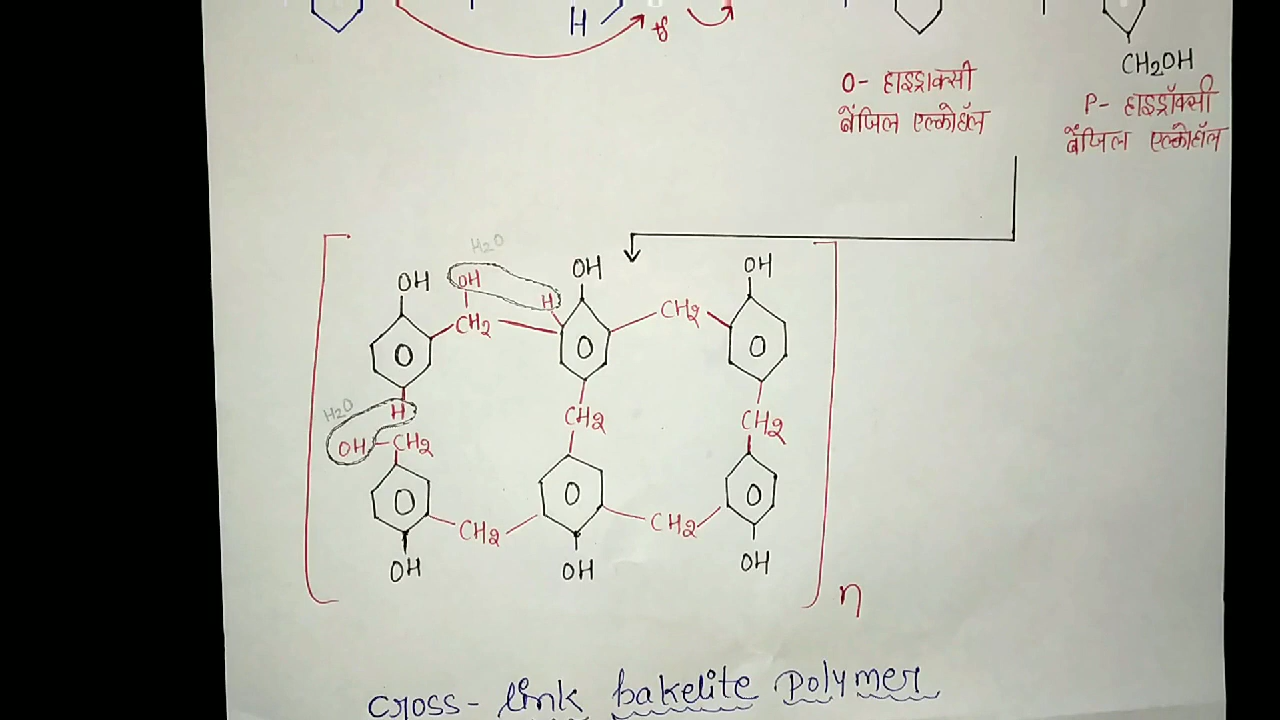 H
+δ
CH2OH
O- हाइड्राक्सी
बेंजिल एल्कोहॉल
P- हाइड्रॉक्सी
बेंजिल एल्कोहॉल
H2O
OH OH H OH OH
CH2 CH2
H2O
H
OH-CH2 CH2 CH2
CH2 CH2
OH OH OH
n
cross-link bakelite polymer